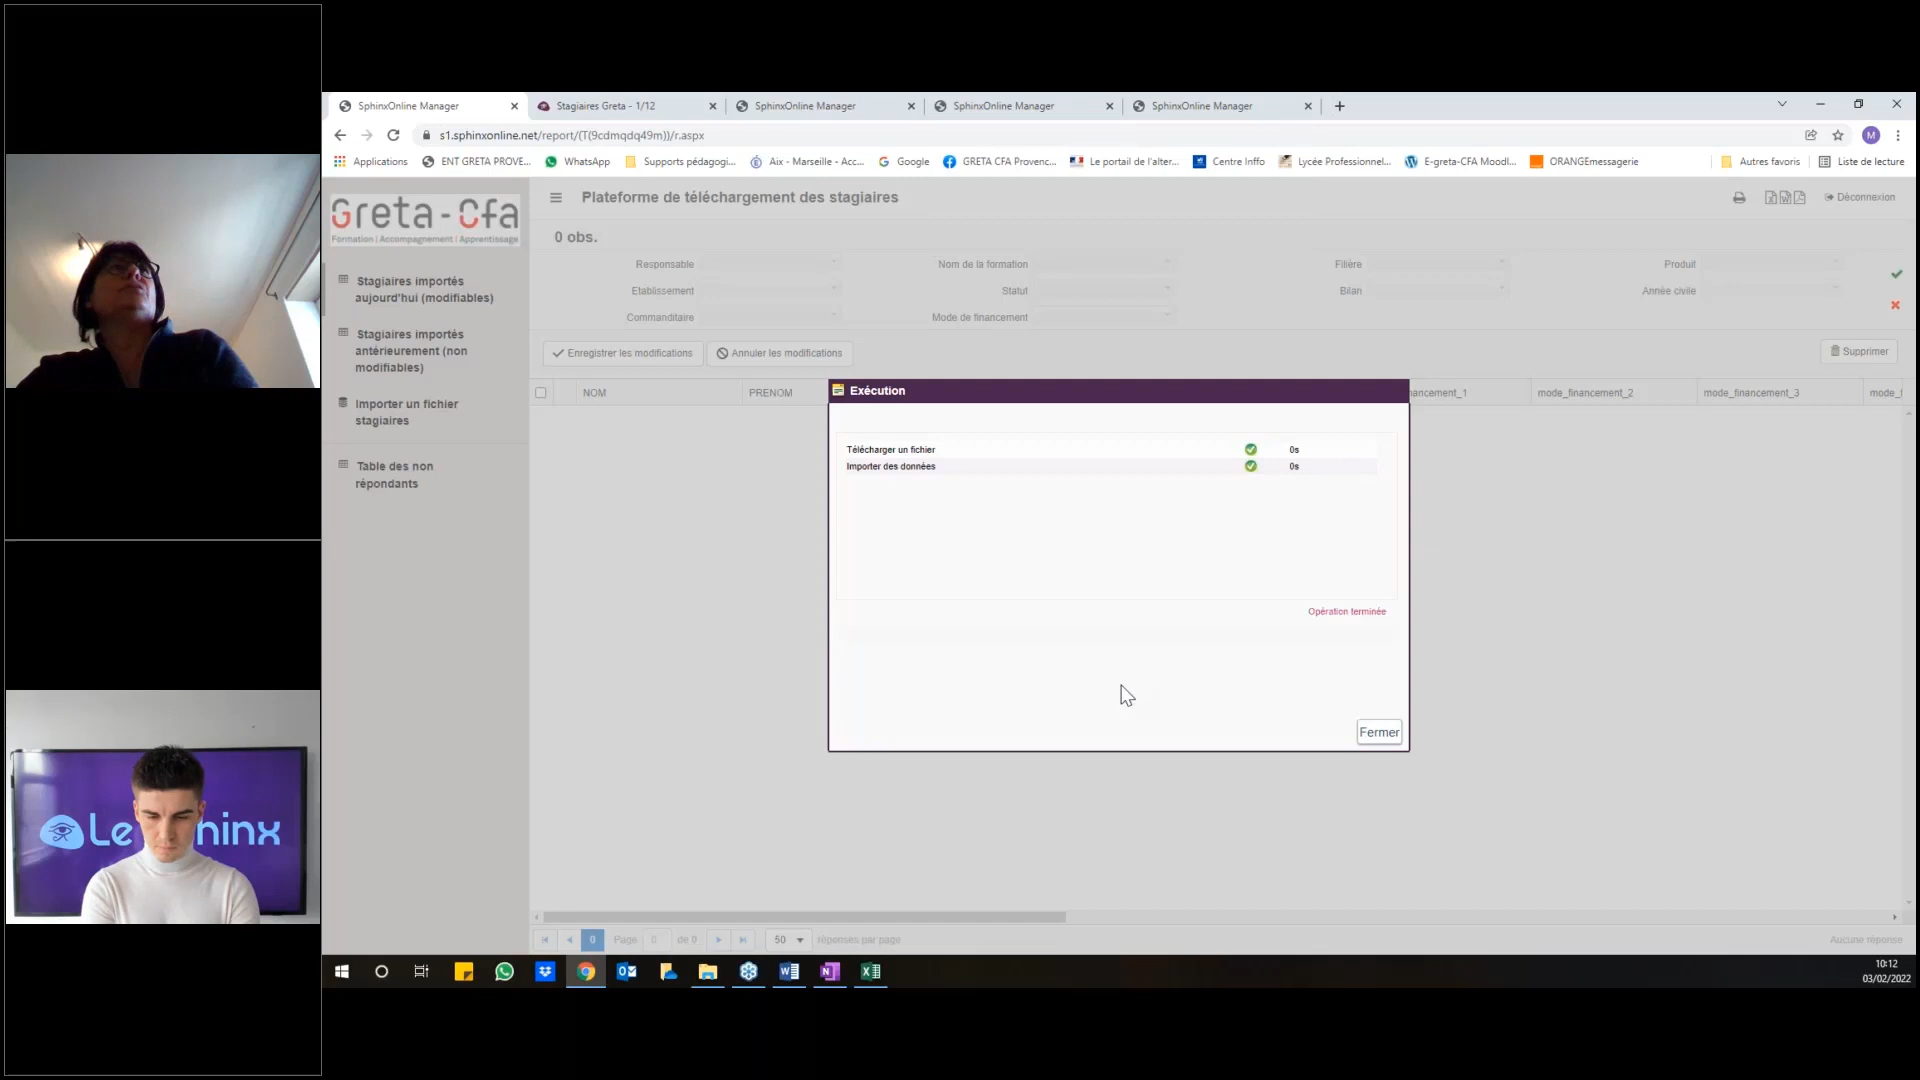 SphinxOnline Manager
Stagiaires Greta - 1/12
SphinxOnline Manager
SphinxOnline Manager
SphinxOnline Manager
s1.sphinxonline.net/report/(T(9cdmqdq49m))/r.aspx
M
Applications
ENT GRETA PROVE...
WhatsApp
Supports pédagogi...
Aix - Marseille - Acc...
Google
GRETA CFA Provenc...
Le portail de l'alter...
Centre Inffo
Lycée Professionnel...
E-greta-CFA Moodl...
ORANGEmessagerie
Autres favoris
Liste de lecture
Greta - Cfa
Formation | Accompagnement | Apprentissage
Plateforme de téléchargement des stagiaires
Déconnexion
0 obs.
Stagiaires importés
aujourd'hui (modifiables)
Stagiaires importés
antérieurement (non
modifiables)
Importer un fichier
stagiaires
Table des non
répondants
Responsable
Nom de la formation
Filière
Produit
Etablissement
Statut
Bilan
Année civile
Commanditaire
Mode de financement
Enregistrer les modifications
Annuler les modifications
Supprimer
NOM
PRENOM
ancement_1
mode_financement_2
mode_financement_3
mode_f
Exécution
Télécharger un fichier
0s
Importer des données
0s
Opération terminée
Fermer
0
Page
0
de 0
50
réponses par page
Aucune réponse
10:12
03/02/2022
Le
hinx